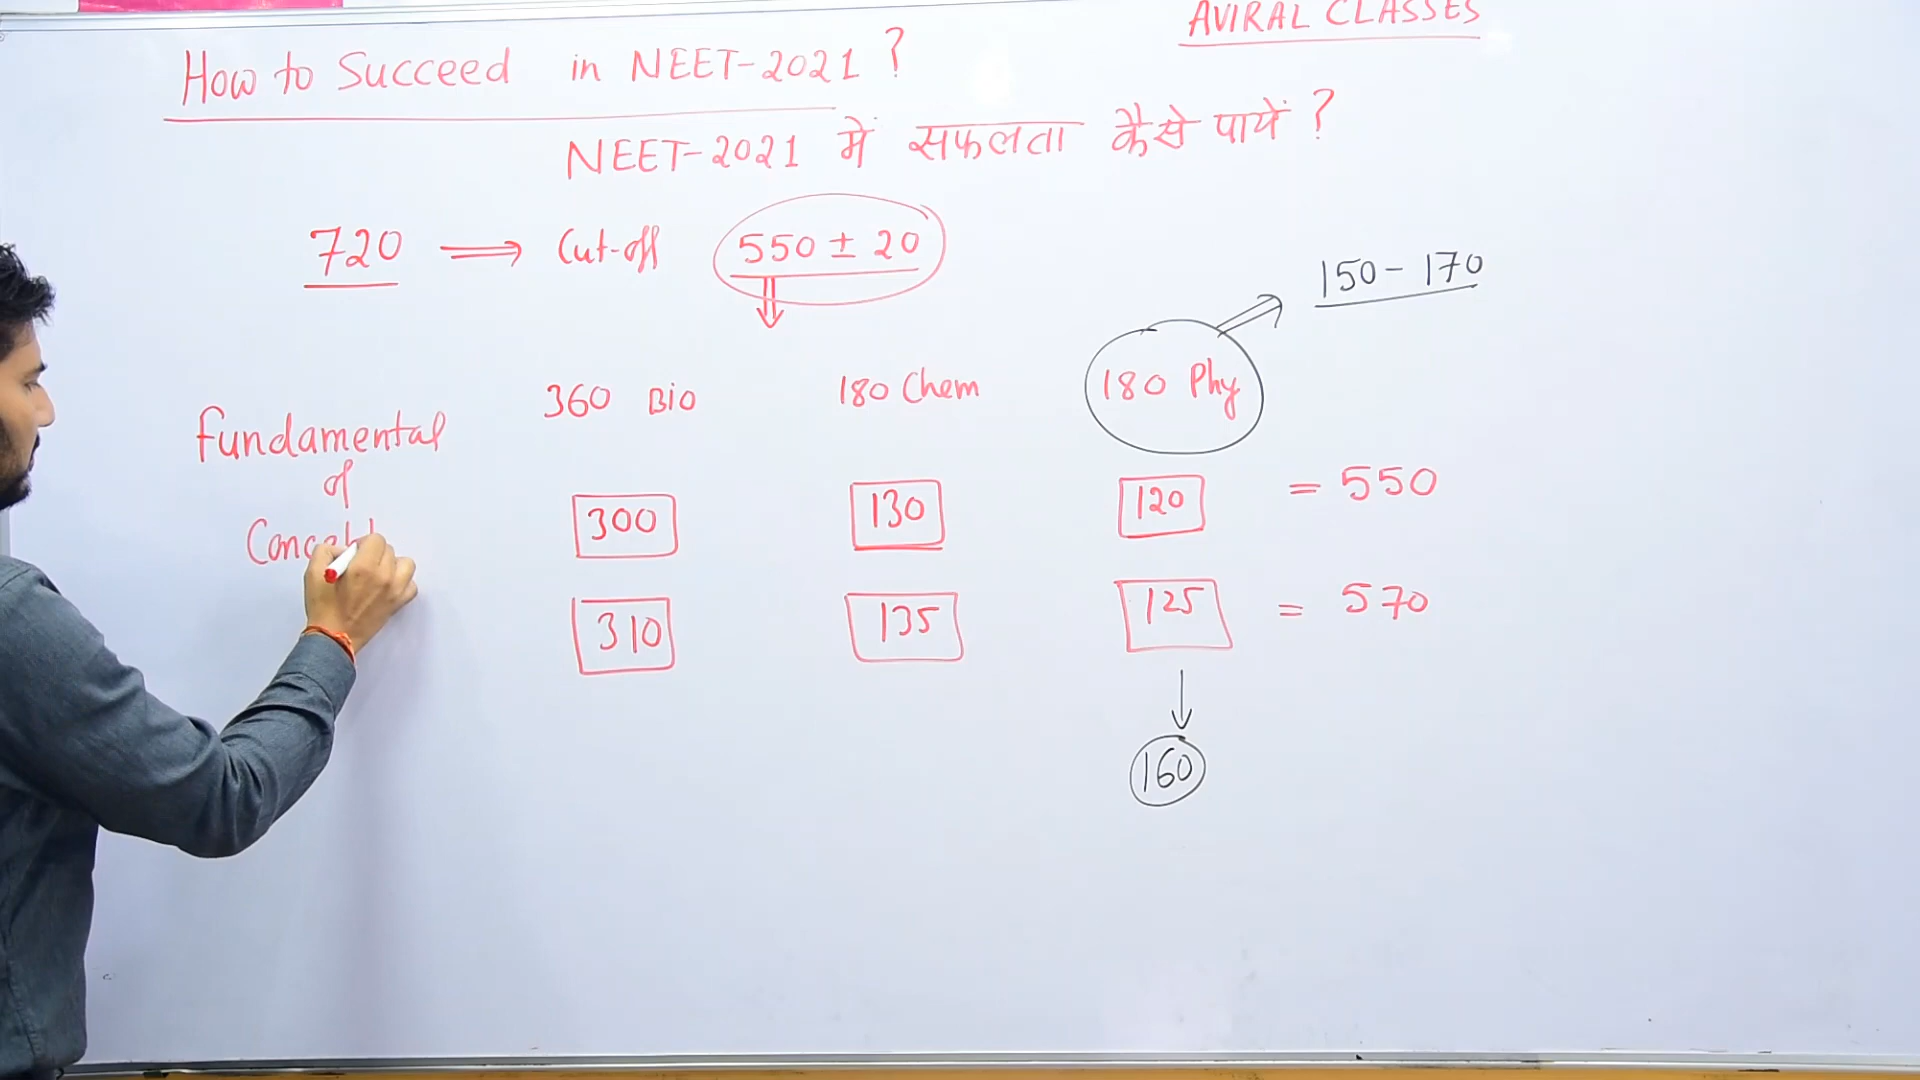 AVIRAL CLASSES
How to Succeed in NEET-2021 ?
NEET-2021 में सफलता कैसे पायें ?
720 ⟹ Cut-off 550 ± 20
150 - 170
360 Bio 180 Chem 180 Phy
Fundamental
of
300 130 120 = 550
310 135 125 = 570
160